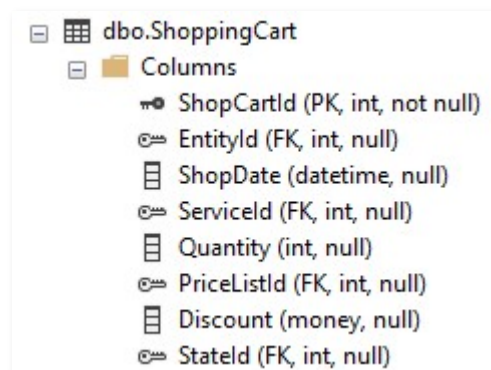 dbo.ShoppingCart
Columns
ShopCartId (PK, int, not null)
EntityId (FK, int, null)
ShopDate (datetime, null)
ServiceId (FK, int, null)
Quantity (int, null)
PriceListId (FK, int, null)
Discount (money, null)
StateId (FK, int, null)